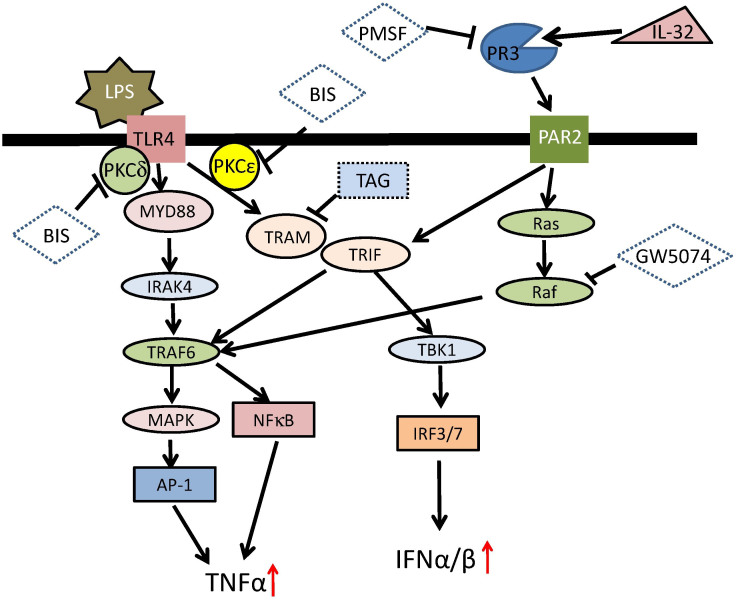 PMSF
PR3
IL-32
LPS
BIS
TLR4
PAR2
PKCδ
PKCε
TAG
MYD88
BIS
TRAM
TRIF
Ras
GW5074
IRAK4
Raf
TRAF6
TBK1
MAPK
NFκB
IRF3/7
AP-1
TNFα
IFNα/β